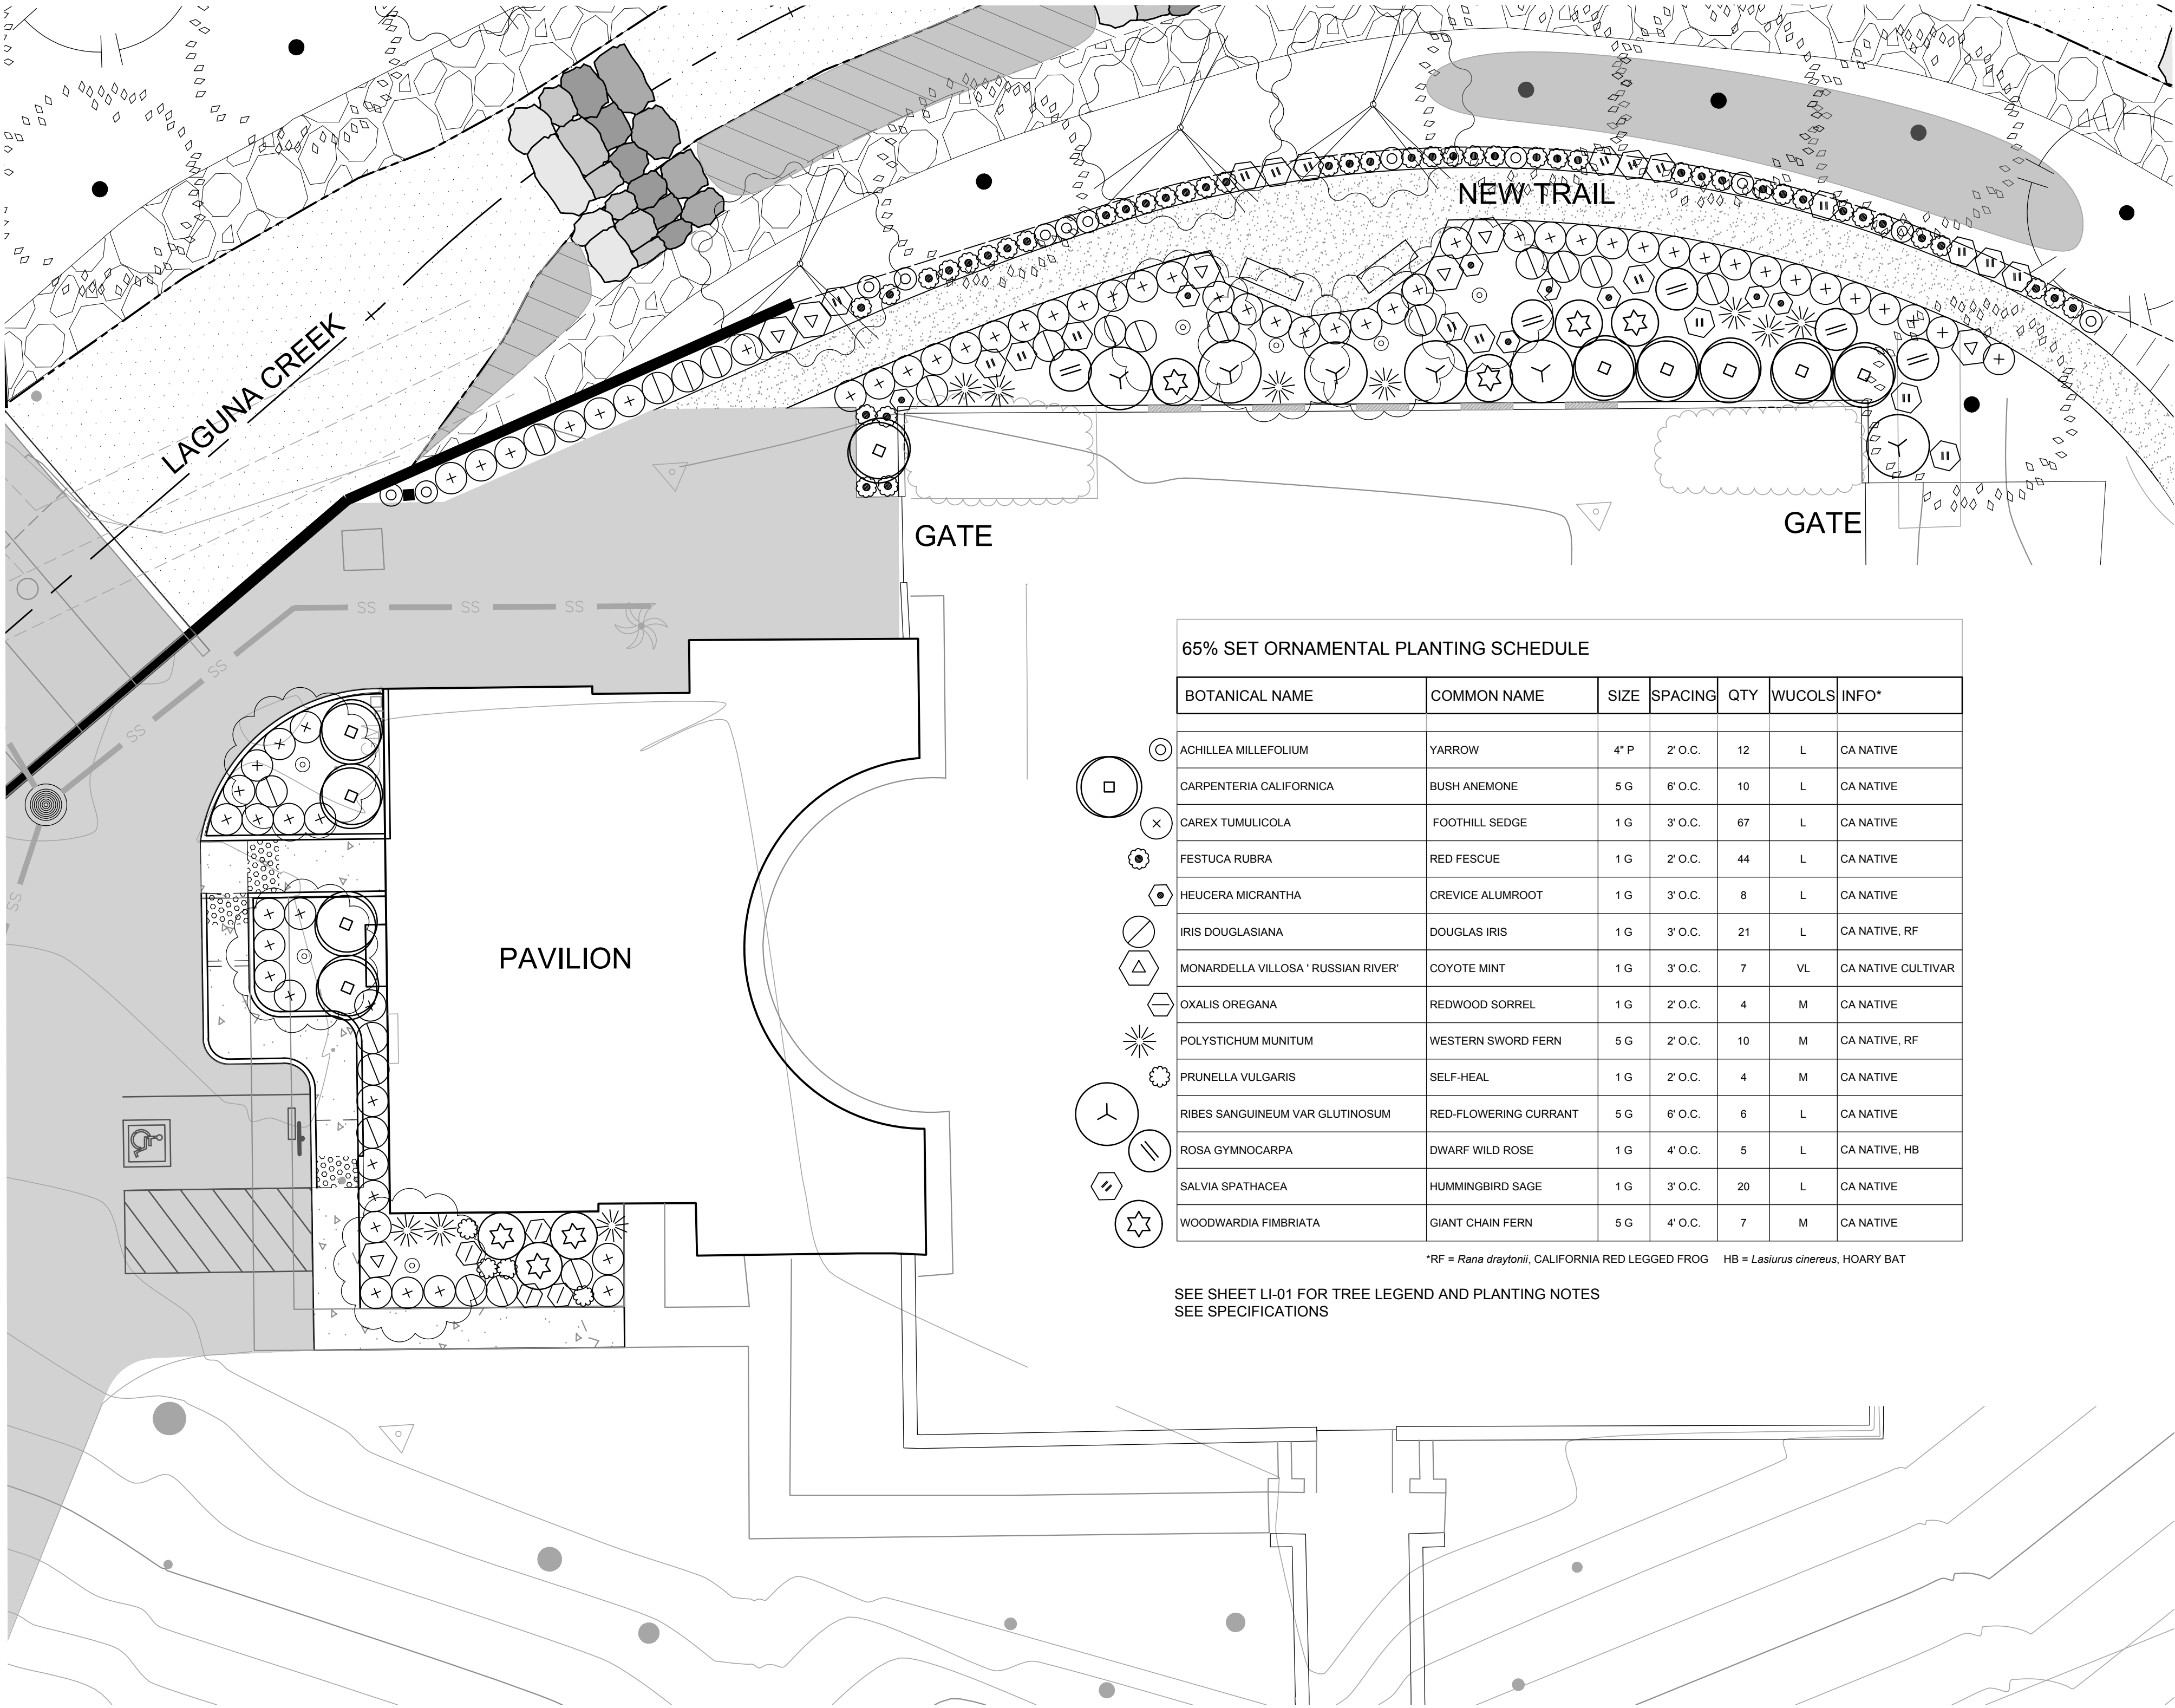 NEW TRAIL
LAGUNA CREEK
GATE
GATE
SS SS SS
SS
SS
SS
PAVILION
65% SET ORNAMENTAL PLANTING SCHEDULE
BOTANICAL NAME COMMON NAME SIZE SPACING QTY WUCOLS INFO*
ACHILLEA MILLEFOLIUM YARROW 4" P 2' O.C. 12 L CA NATIVE
CARPENTERIA CALIFORNICA BUSH ANEMONE 5 G 6' O.C. 10 L CA NATIVE
CAREX TUMULICOLA FOOTHILL SEDGE 1 G 3' O.C. 67 L CA NATIVE
FESTUCA RUBRA RED FESCUE 1 G 2' O.C. 44 L CA NATIVE
HEUCERA MICRANTHA CREVICE ALUMROOT 1 G 3' O.C. 8 L CA NATIVE
IRIS DOUGLASIANA DOUGLAS IRIS 1 G 3' O.C. 21 L CA NATIVE, RF
MONARDELLA VILLOSA ' RUSSIAN RIVER' COYOTE MINT 1 G 3' O.C. 7 VL CA NATIVE CULTIVAR
OXALIS OREGANA REDWOOD SORREL 1 G 2' O.C. 4 M CA NATIVE
POLYSTICHUM MUNITUM WESTERN SWORD FERN 5 G 2' O.C. 10 M CA NATIVE, RF
PRUNELLA VULGARIS SELF-HEAL 1 G 2' O.C. 4 M CA NATIVE
RIBES SANGUINEUM VAR GLUTINOSUM RED-FLOWERING CURRANT 5 G 6' O.C. 6 L CA NATIVE
ROSA GYMNOCARPA DWARF WILD ROSE 1 G 4' O.C. 5 L CA NATIVE, HB
SALVIA SPATHACEA HUMMINGBIRD SAGE 1 G 3' O.C. 20 L CA NATIVE
WOODWARDIA FIMBRIATA GIANT CHAIN FERN 5 G 4' O.C. 7 M CA NATIVE
*RF = Rana draytonii, CALIFORNIA RED LEGGED FROG HB = Lasiurus cinereus, HOARY BAT
SEE SHEET LI-01 FOR TREE LEGEND AND PLANTING NOTES
SEE SPECIFICATIONS